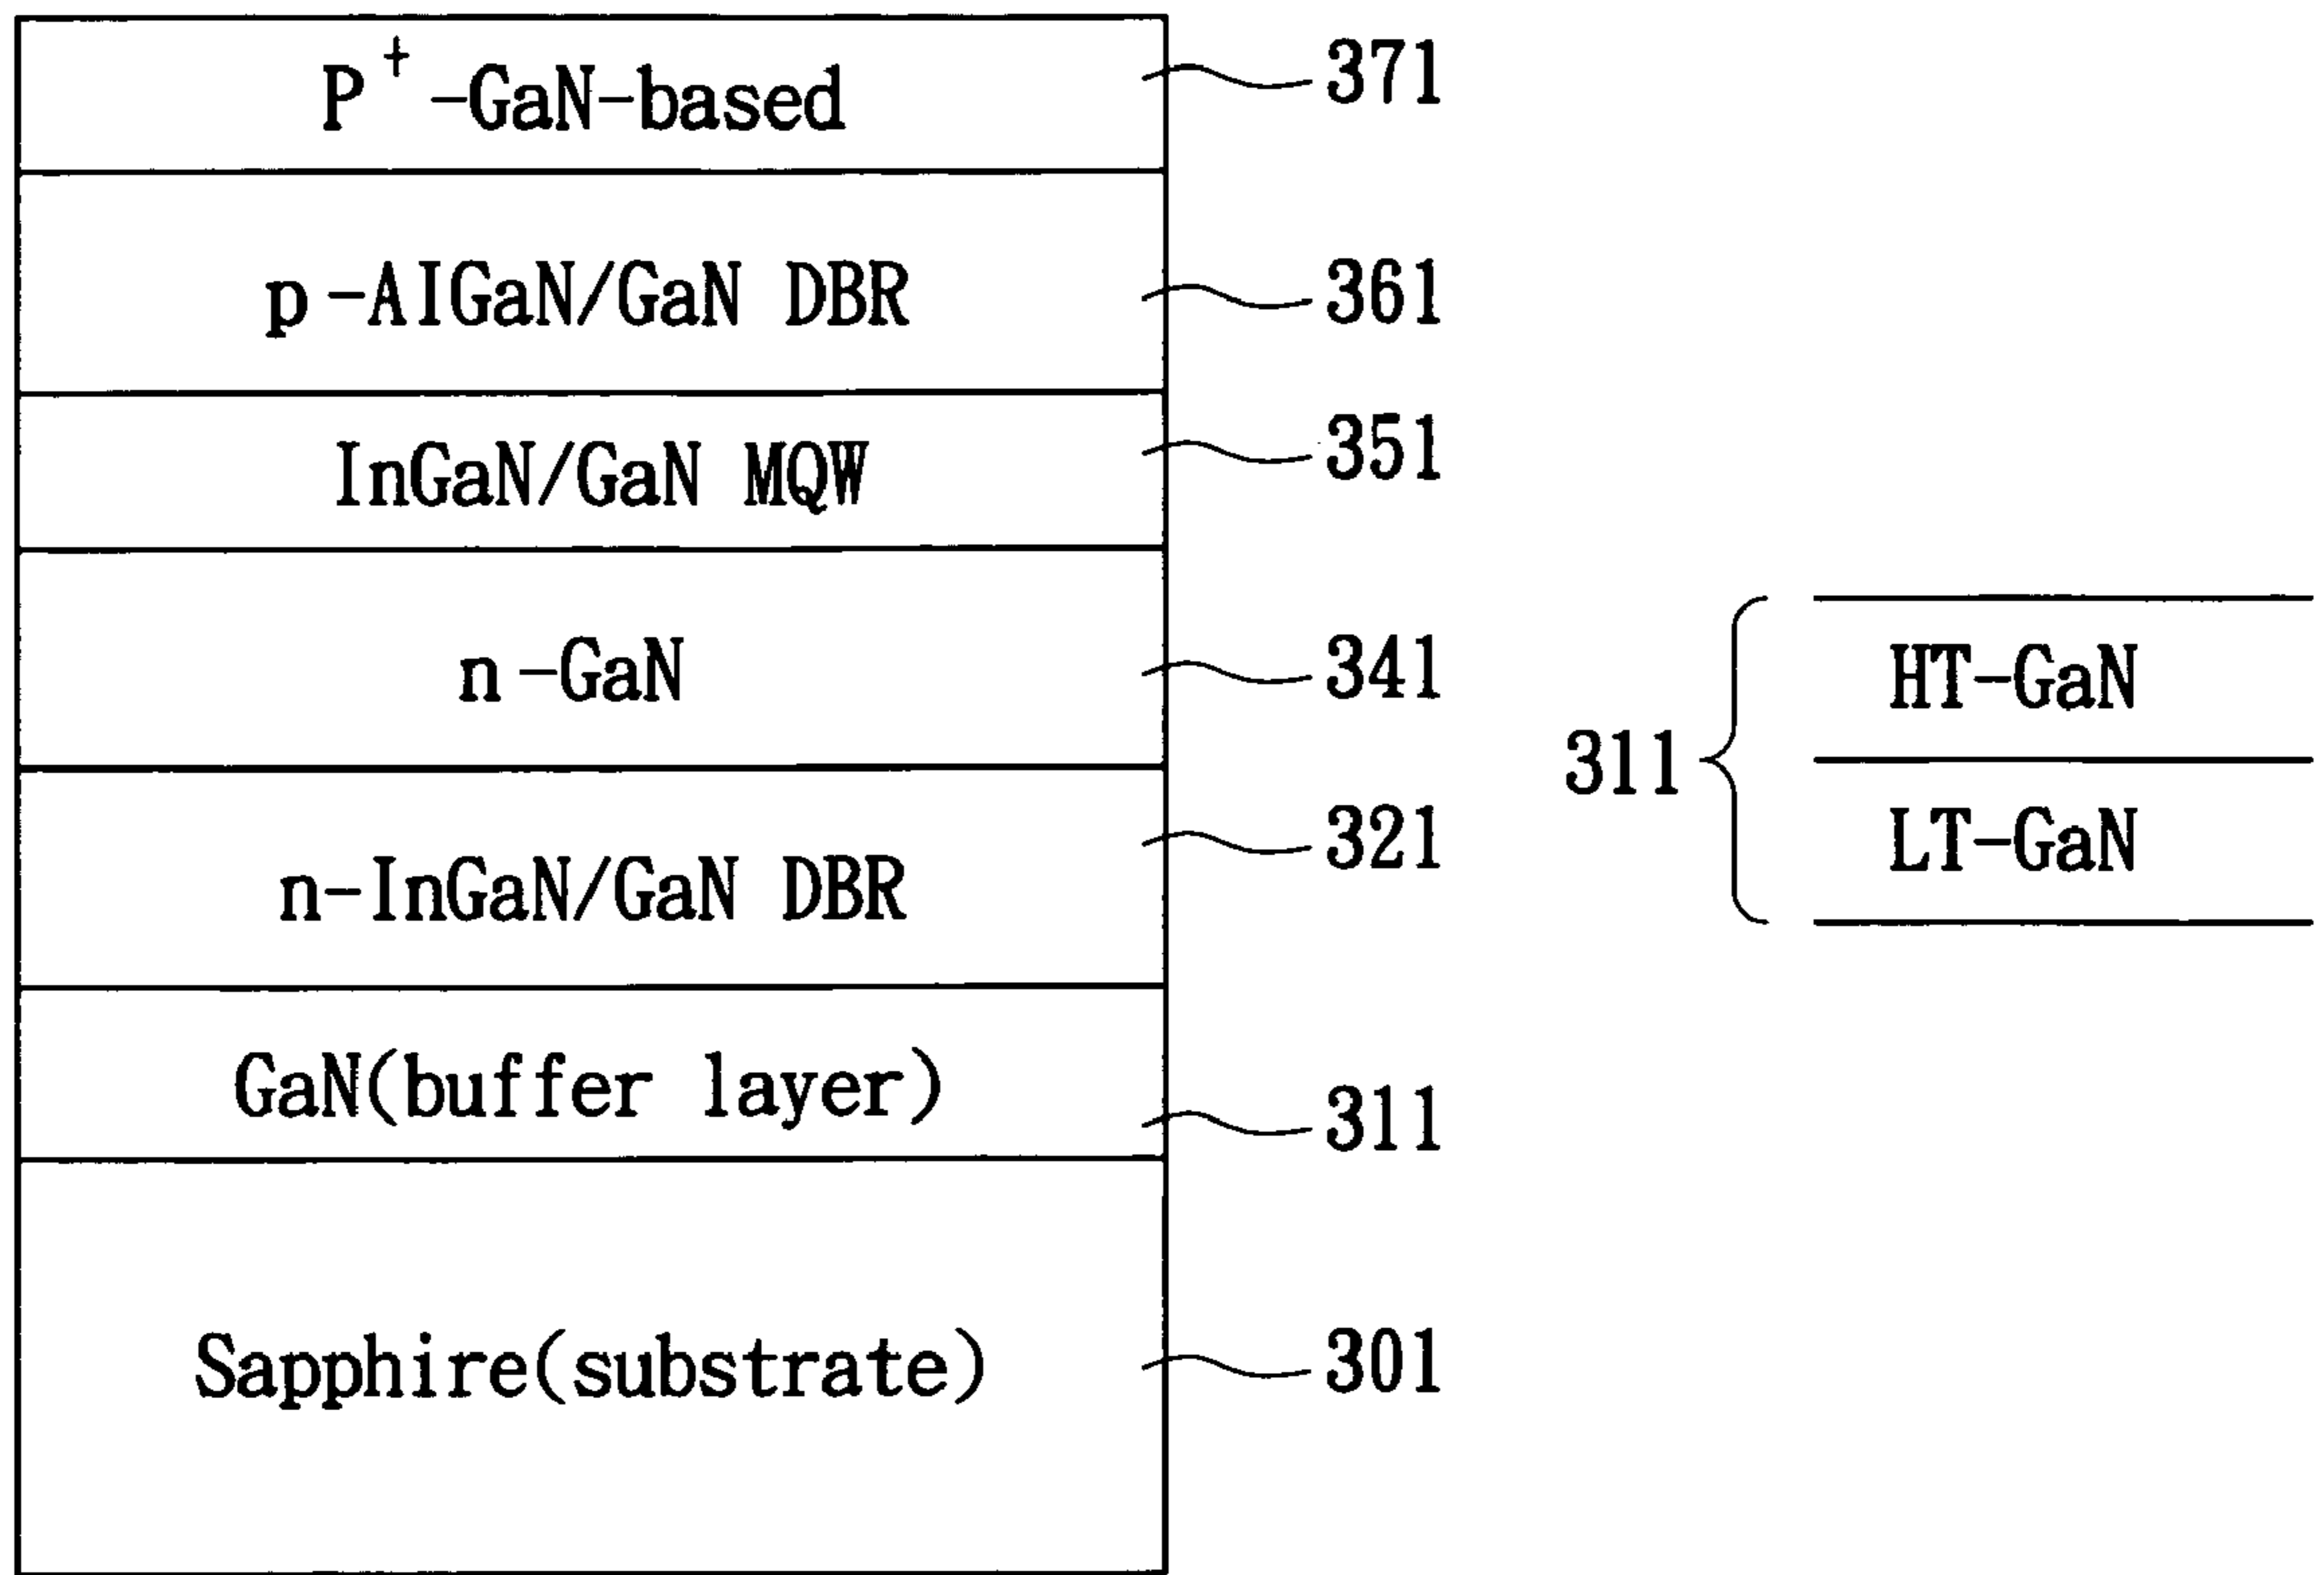 P+-GaN-based 371
p-AlGaN/GaN DBR 361
InGaN/GaN MQW 351
n-GaN 341
HT-GaN
311
LT-GaN
n-InGaN/GaN DBR 321
GaN(buffer layer) 311
Sapphire(substrate) 301